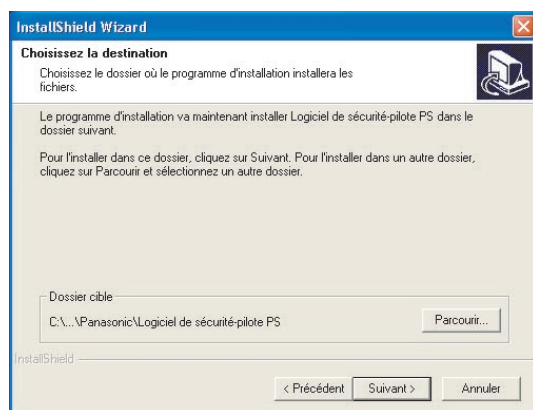 InstallShield Wizard
Choisissez la destination
Choisissez le dossier où le programme d'installation installera les
fichiers.
Le programme d'installation va maintenant installer Logiciel de sécurité-pilote PS dans le
dossier suivant.
Pour l'installer dans ce dossier, cliquez sur Suivant. Pour l'installer dans un autre dossier,
cliquez sur Parcourir et sélectionnez un autre dossier.
Dossier cible
C:\...\Panasonic\Logiciel de sécurité-pilote PS
Parcourir...
InstallShield
< Précédent
Suivant >
Annuler